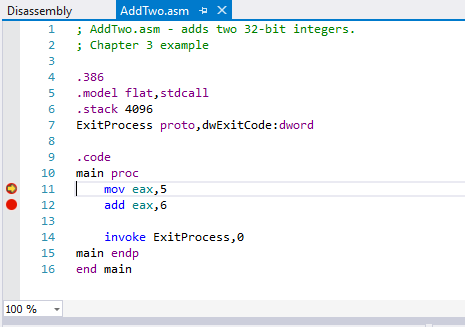 Disassembly AddTwo.asm
1 ; AddTwo.asm - adds two 32-bit integers.
2 ; Chapter 3 example
3
4 .386
5 .model flat,stdcall
6 .stack 4096
7 ExitProcess proto,dwExitCode:dword
8
9 .code
10 main proc
11 mov eax,5
12 add eax,6
13
14 invoke ExitProcess,0
15 main endp
16 end main
100 %